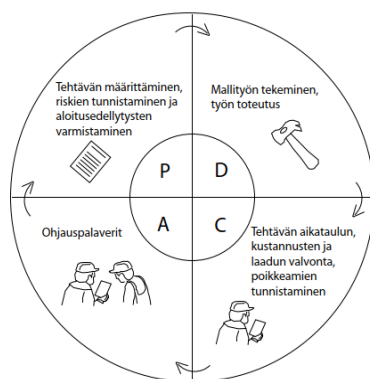 Tehtävän määrittäminen,
riskien tunnistaminen ja
aloitusedellytysten
varmistaminen
Mallityön tekeminen,
työn toteutus
P
D
A
C
Ohjauspalaverit
Tehtävän aikataulun,
kustannusten ja
laadun valvonta,
poikkeamien
tunnistaminen